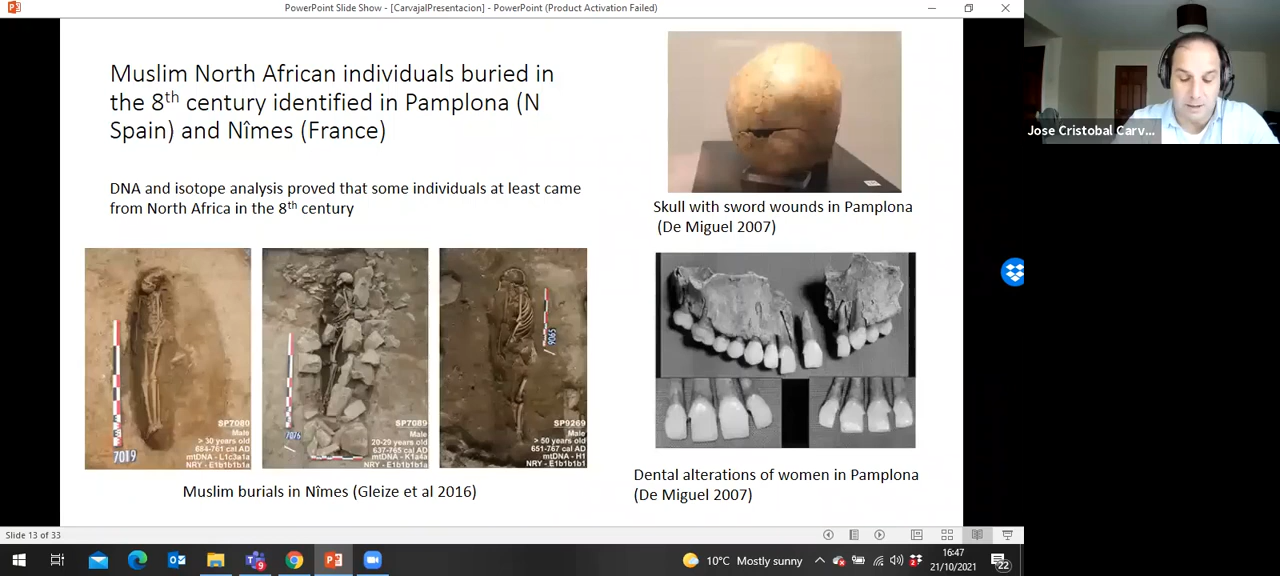 PowerPoint Slide Show - [CarvajalPresentacion] - PowerPoint (Product Activation Failed)
Muslim North African individuals buried in
the 8th century identified in Pamplona (N
Spain) and Nîmes (France)
DNA and isotope analysis proved that some individuals at least came
from North Africa in the 8th century
SP7080
Male
> 30 years old
684-761 cal AD
mtDNA - L1c3a1a
NRY - E1b1b1b1a
7019
SP7089
Male
20-29 years old
637-765 cal AD
mtDNA - K1a4a
NRY - E1b1b1b1a
7076
SP9269
Male
> 50 years old
651-767 cal AD
mtDNA - H1
NRY - E1b1b1b1
9065
Muslim burials in Nîmes (Gleize et al 2016)
Skull with sword wounds in Pamplona
(De Miguel 2007)
Dental alterations of women in Pamplona
(De Miguel 2007)
Jose Cristobal Carv...
Slide 13 of 33
9
10°C Mostly sunny
2
16:47
21/10/2021
22